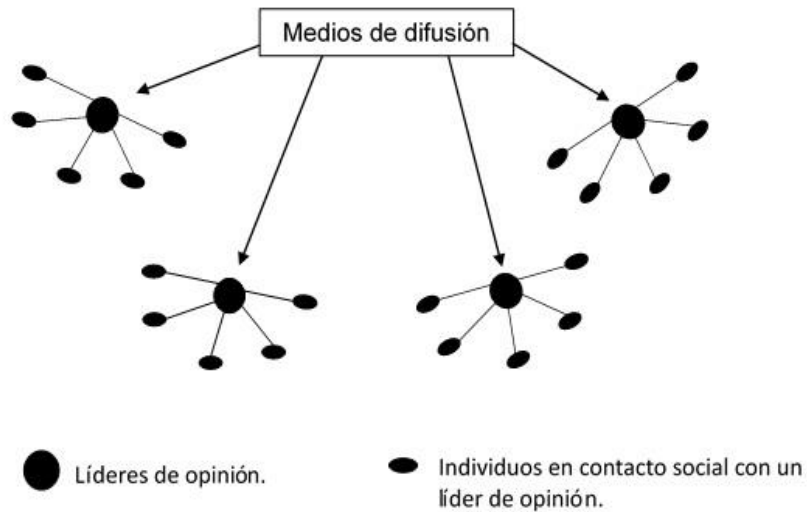 Medios de difusión
Líderes de opinión.
Individuos en contacto social con un
líder de opinión.